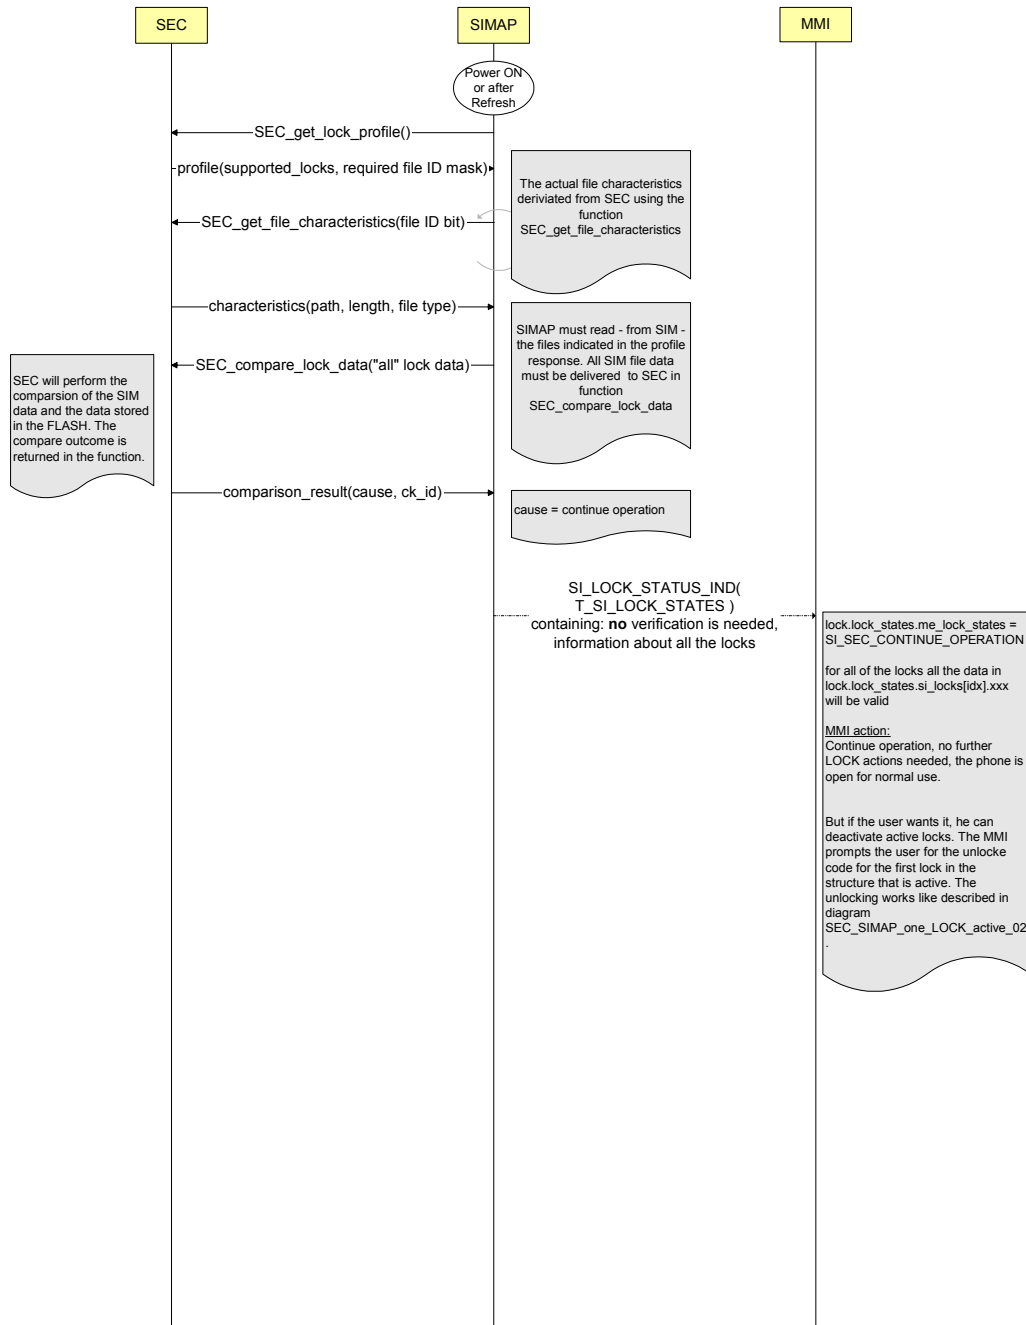 SEC
SIMAP
MMI
Power ON
or after
Refresh
SEC_get_lock_profile()
profile(supported_locks, required file ID mask)
The actual file characteristics
deriviated from SEC using the
function
SEC_get_file_characteristics
SEC_get_file_characteristics(file ID bit)
characteristics(path, length, file type)
SIMAP must read - from SIM -
the files indicated in the profile
response. All SIM file data
must be delivered to SEC in
function
SEC_compare_lock_data
SEC_compare_lock_data("all" lock data)
SEC will perform the
comparsion of the SIM
data and the data stored
in the FLASH. The
compare outcome is
returned in the function.
comparison_result(cause, ck_id)
cause = continue operation
SI_LOCK_STATUS_IND(
T_SI_LOCK_STATES )
containing: no verification is needed,
information about all the locks
lock.lock_states.me_lock_states =
SI_SEC_CONTINUE_OPERATION
for all of the locks all the data in
lock.lock_states.si_locks[idx].xxx
will be valid
MMI action:
Continue operation, no further
LOCK actions needed, the phone is
open for normal use.
But if the user wants it, he can
deactivate active locks. The MMI
prompts the user for the unlocke
code for the first lock in the
structure that is active. The
unlocking works like described in
diagram
SEC_SIMAP_one_LOCK_active_02
.